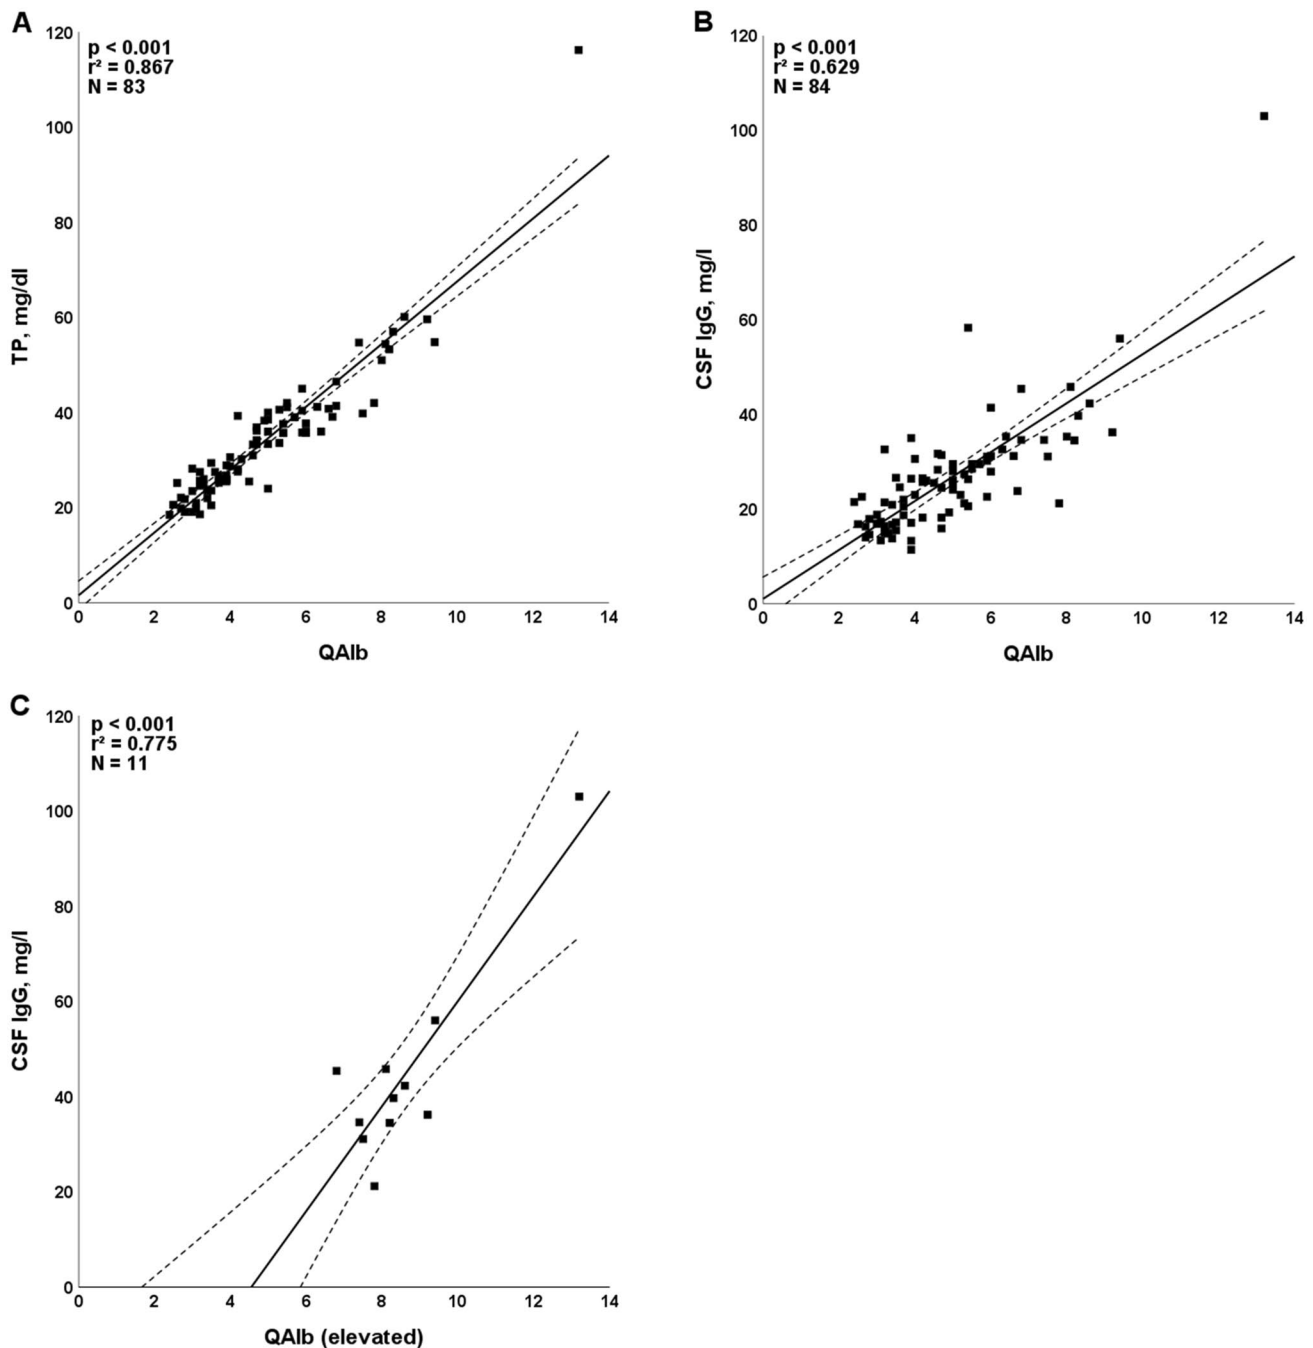 A
p < 0.001
r² = 0.867
N = 83
120
100
80
60
40
20
0
TP, mg/dl
0 2 4 6 8 10 12 14
QAlb
B
p < 0.001
r² = 0.629
N = 84
120
100
80
60
40
20
0
CSF IgG, mg/l
0 2 4 6 8 10 12 14
QAlb
C
p < 0.001
r² = 0.775
N = 11
120
100
80
60
40
20
0
CSF IgG, mg/l
0 2 4 6 8 10 12 14
QAlb (elevated)